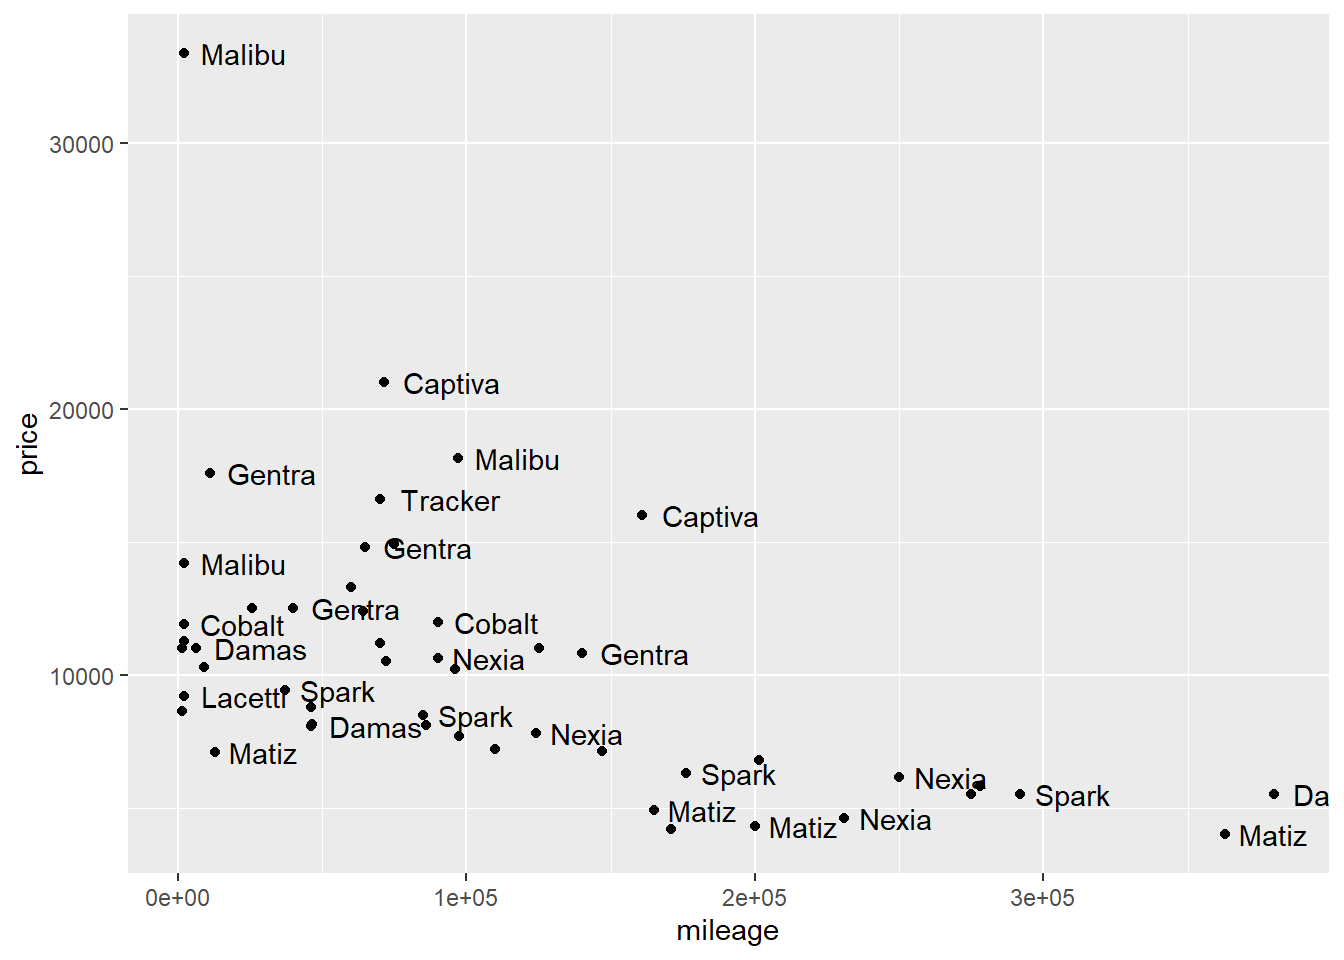 Malibu
30000
Captiva
20000
Malibu
Gentra
Tracker
Captiva
Gentra
Malibu
Gentra
Cobalt
Cobalt
Damas
Nexia
Gentra
10000
Spark
Lacetti
Spark
Damas
Nexia
Matiz
Spark
Nexia
Spark
Da
Matiz
Matiz
Nexia
Matiz
0e+00
1e+05
2e+05
3e+05
mileage
price